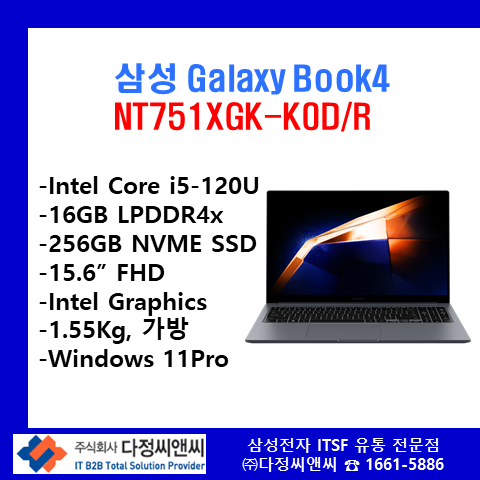 삼성 Galaxy Book4
NT751XGK-K0D/R
-Intel Core i5-120U
-16GB LPDDR4x
-256GB NVME SSD
-15.6” FHD
-Intel Graphics
-1.55Kg, 가방
-Windows 11Pro
주식회사 다정씨앤씨
IT B2B Total Solution Provider
삼성전자 ITSF 유통 전문점
㈜다정씨앤씨 ☎ 1661-5886